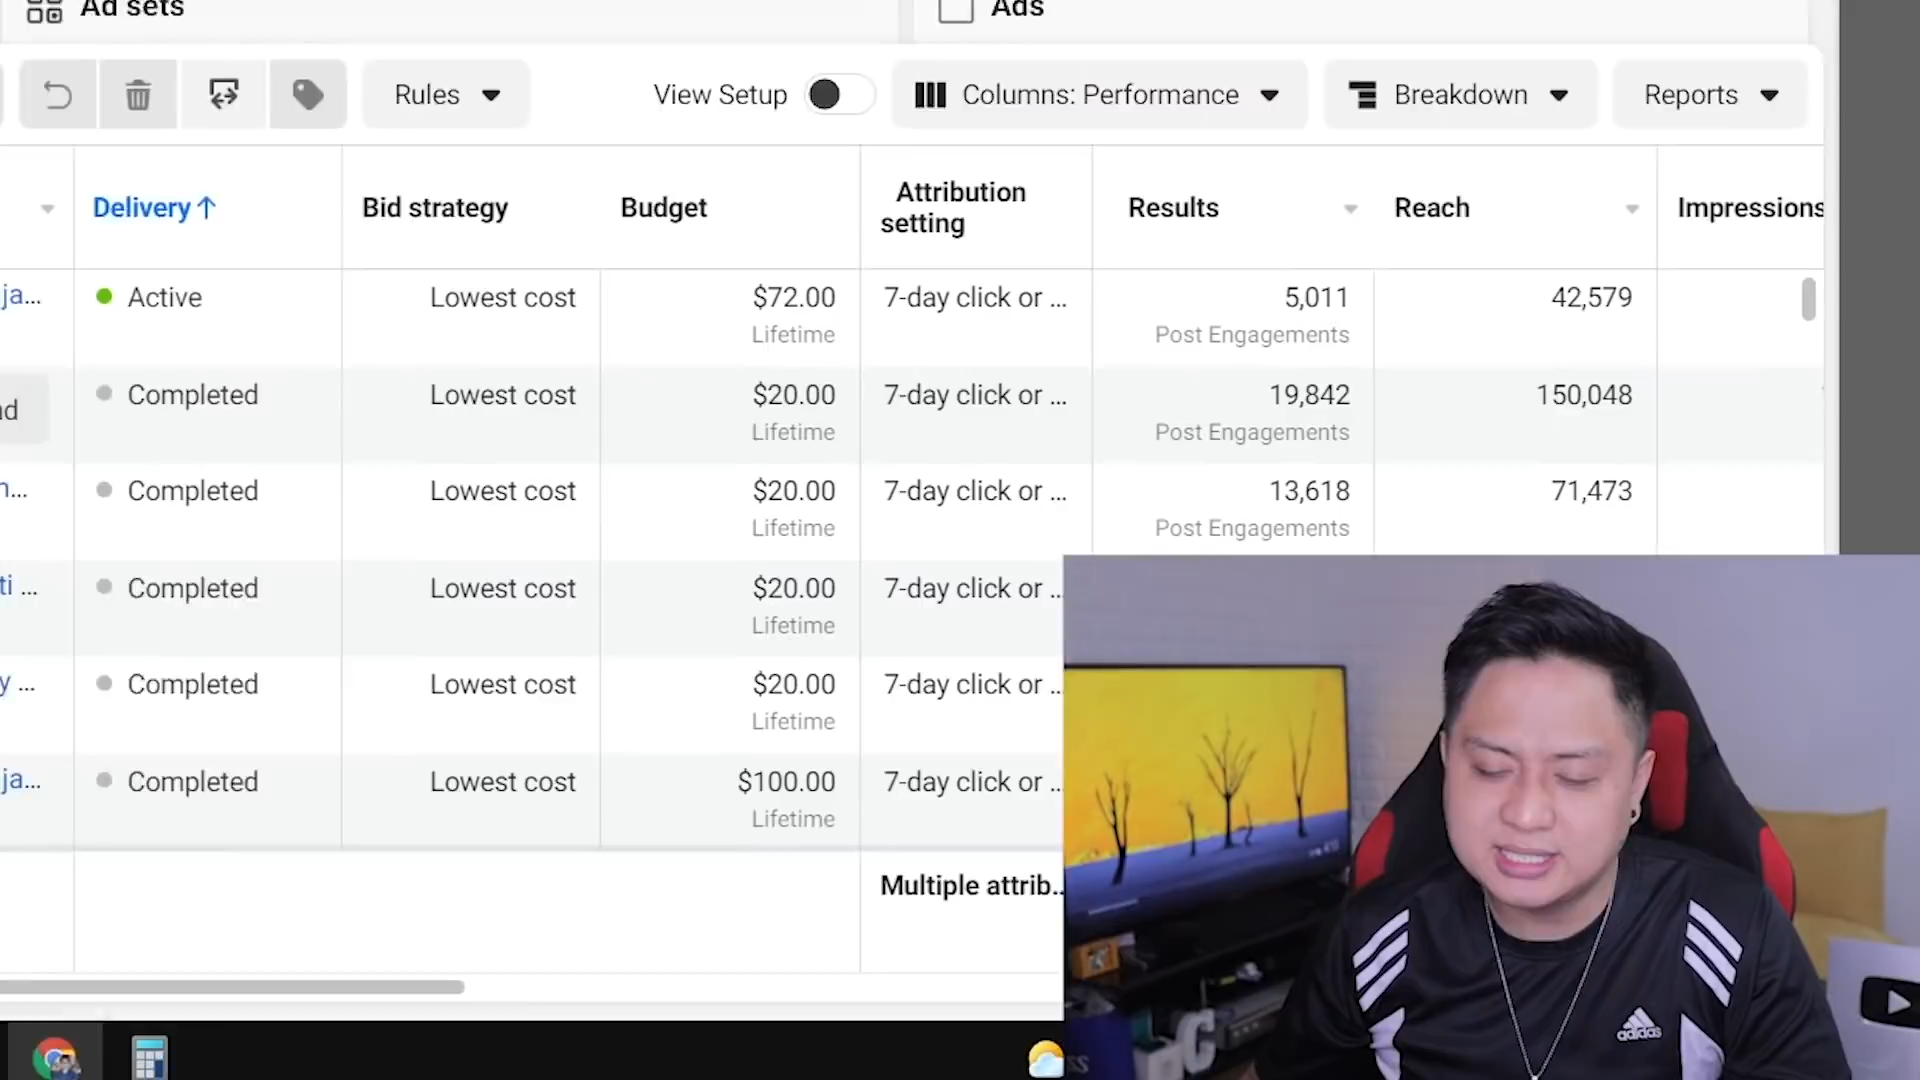 Ad sets
Ads
Rules
View Setup
Columns: Performance
Breakdown
Reports
Delivery↑
Bid strategy
Budget
Attribution
setting
Results
Reach
Impressions
ja...
Active
Lowest cost
$72.00
Lifetime
7-day click or ...
5,011
Post Engagements
42,579
nd
Completed
Lowest cost
$20.00
Lifetime
7-day click or ...
19,842
Post Engagements
150,048
n...
Completed
Lowest cost
$20.00
Lifetime
7-day click or ...
13,618
Post Engagements
71,473
ti ...
Completed
Lowest cost
$20.00
Lifetime
7-day click or ..
y ...
Completed
Lowest cost
$20.00
Lifetime
7-day click or ..
ja...
Completed
Lowest cost
$100.00
Lifetime
7-day click or ..
Multiple attrib..
adidas